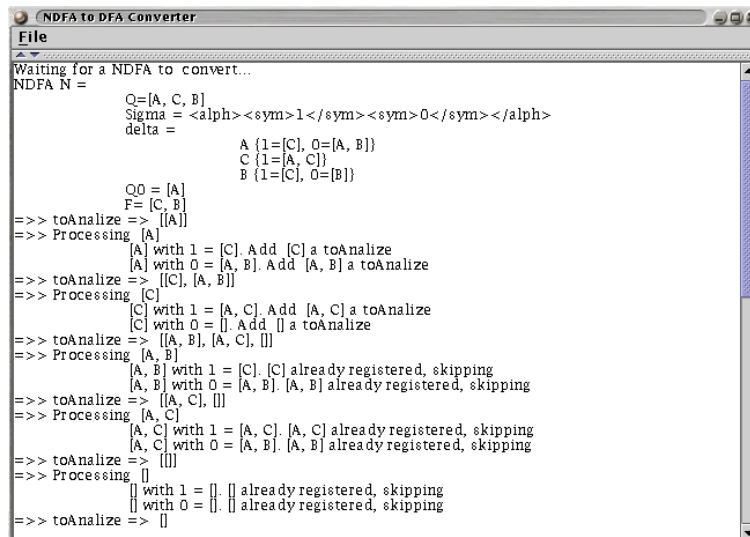 NDFA to DFA Converter
File
Waiting for a NDFA to convert...
NDFA N =
Q=[A, C, B]
Sigma = <alph><sym>1</sym><sym>0</sym></alph>
delta =
A {1=[C], 0=[A, B]}
C {1=[A, C]}
B {1=[C], 0=[B]}
Q0 = [A]
F= [C, B]
=>> toAnalize => [[A]]
=>> Processing [A]
[A] with 1 = [C]. Add [C] a toAnalize
[A] with 0 = [A, B]. Add [A, B] a toAnalize
=>> toAnalize => [[C], [A, B]]
=>> Processing [C]
[C] with 1 = [A, C]. Add [A, C] a toAnalize
[C] with 0 = []. Add [] a toAnalize
=>> toAnalize => [[A, B], [A, C], []]
=>> Processing [A, B]
[A, B] with 1 = [C]. [C] already registered, skipping
[A, B] with 0 = [A, B]. [A, B] already registered, skipping
=>> toAnalize => [[A, C], []]
=>> Processing [A, C]
[A, C] with 1 = [A, C]. [A, C] already registered, skipping
[A, C] with 0 = [A, B]. [A, B] already registered, skipping
=>> toAnalize => [[]]
=>> Processing []
[] with 1 = []. [] already registered, skipping
[] with 0 = []. [] already registered, skipping
=>> toAnalize => []